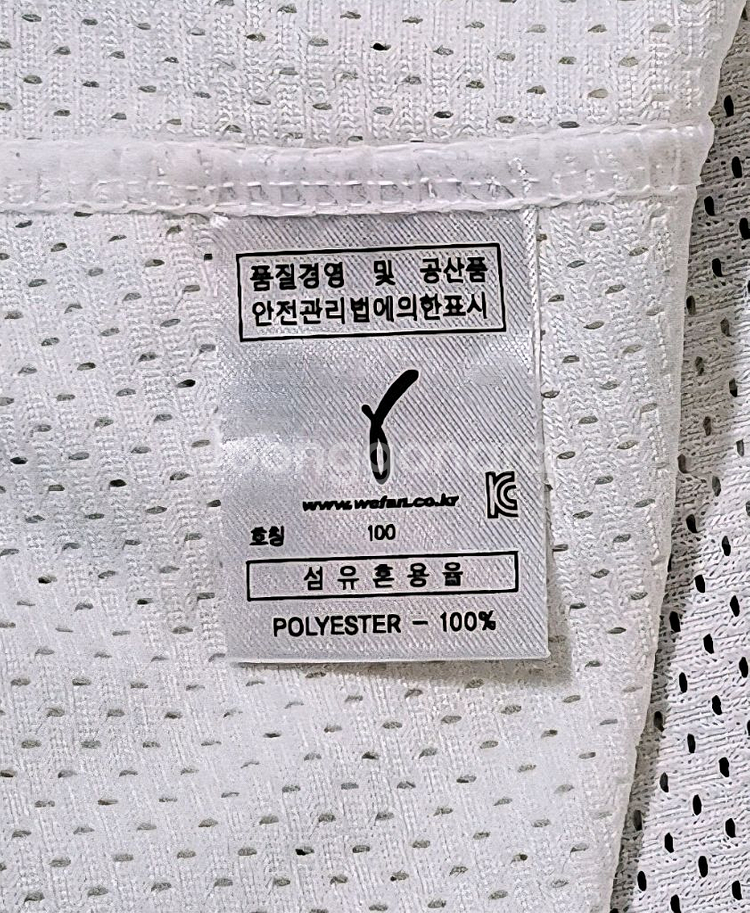 품질경영 및 공산품
안전관리법에의한표시
www.wefan.co.kr
호칭 100
섬유혼용율
POLYESTER - 100%